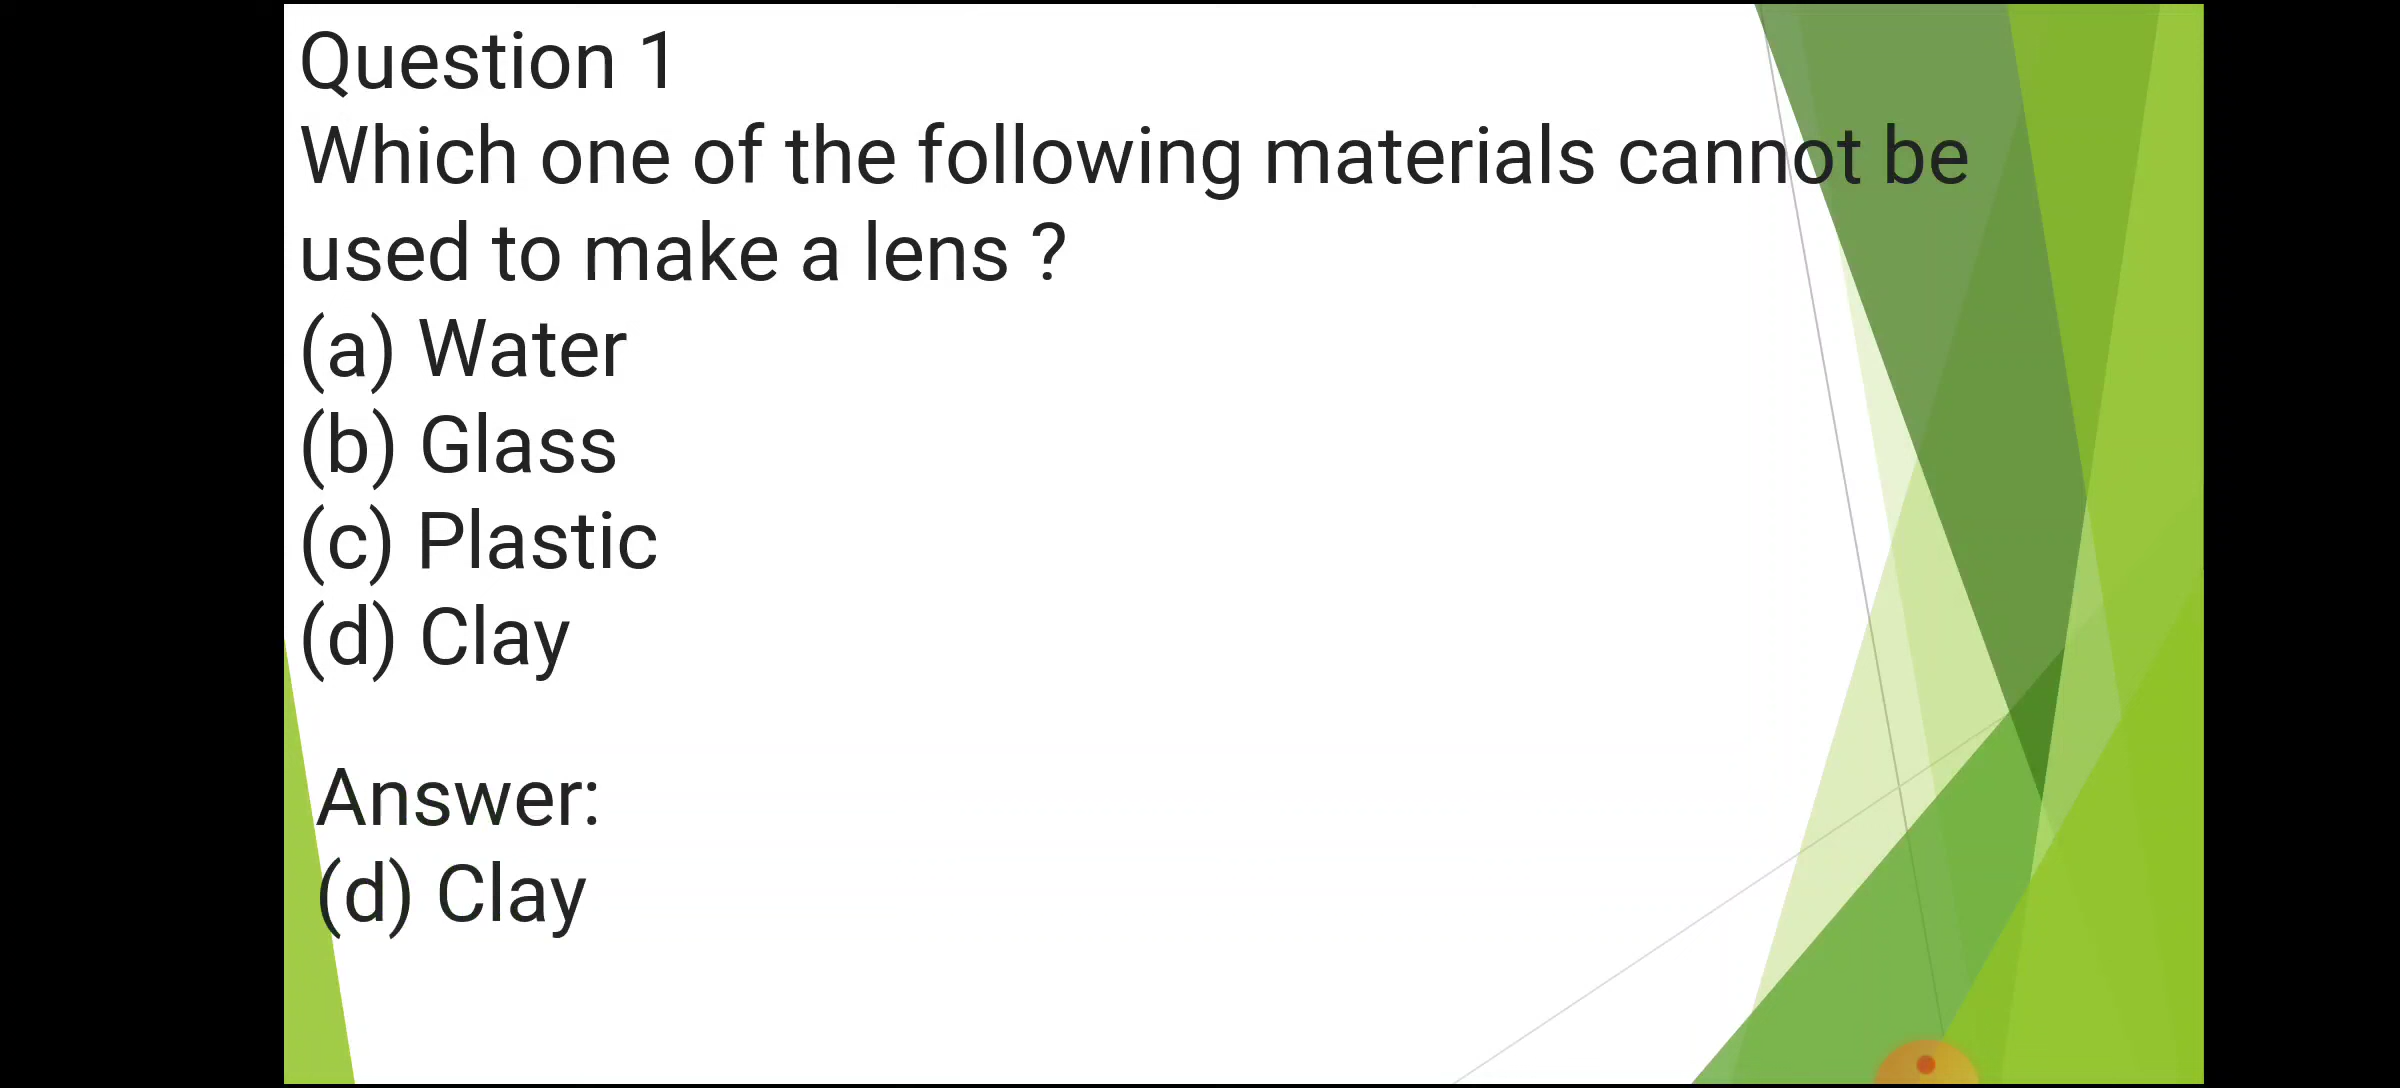 Question 1
Which one of the following materials cannot be
used to make a lens ?
(a) Water
(b) Glass
(c) Plastic
(d) Clay
Answer:
(d) Clay